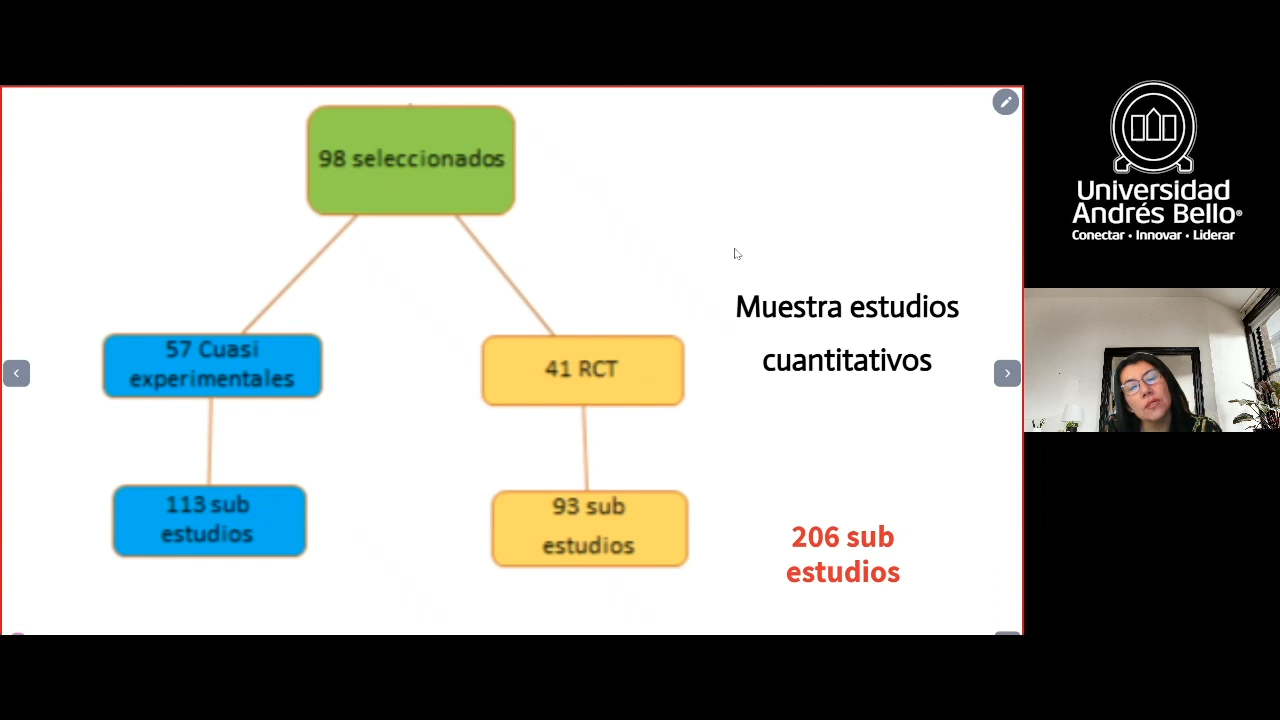 98 seleccionados
57 Cuasi
experimentales
41 RCT
113 sub
estudios
93 sub
estudios
Muestra estudios
cuantitativos
206 sub
estudios
Universidad
Andrés Bello®
Conectar • Innovar • Liderar